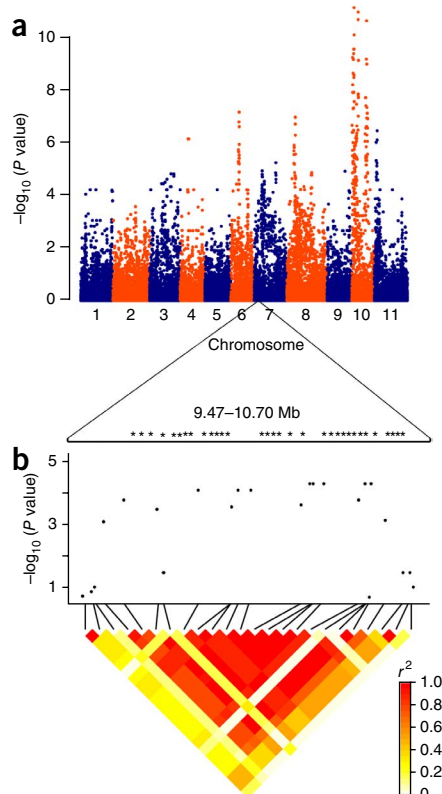 a
–log10 (P value)
10
8
6
4
2
0
1 2 3 4 5 6 7 8 9 10 11
Chromosome
9.47–10.70 Mb
* * * * * * * * * * * * * * * * * * * * * * * * * * * * * * * *
b
–log10 (P value)
5
3
1
r2
1.0
0.8
0.6
0.4
0.2
0